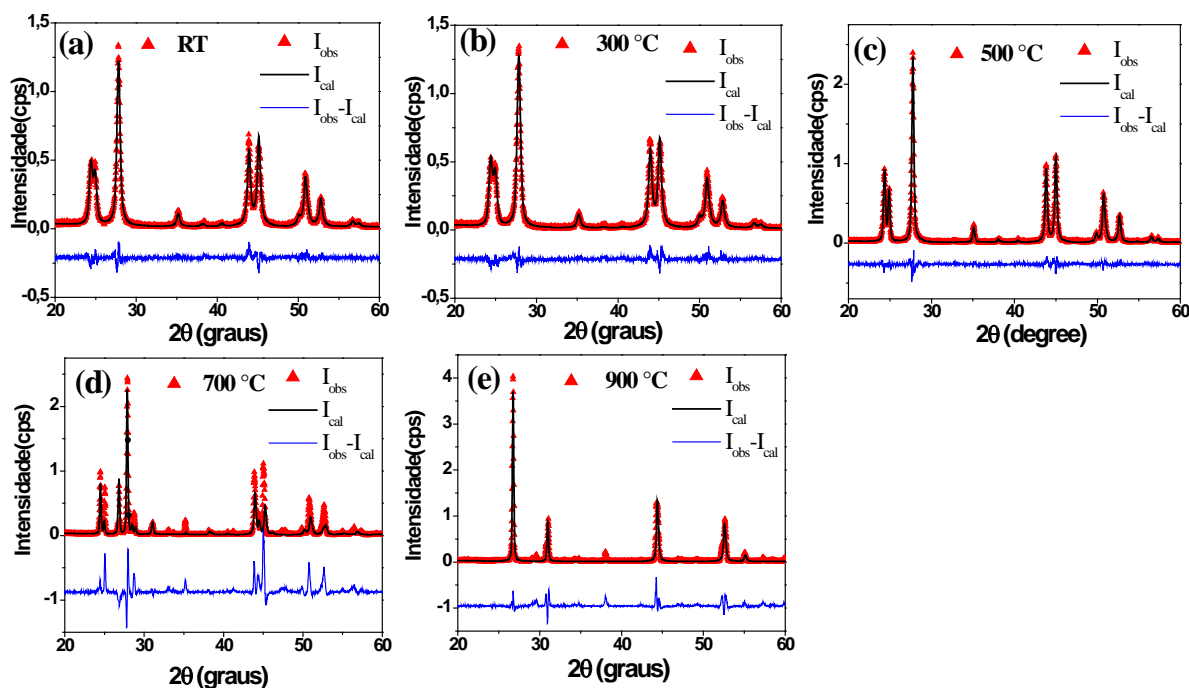 (a)
RT
I_obs
I_cal
I_obs-I_cal
Intensidade(cps)
1,5
1,0
0,5
0,0
-0,5
20 30 40 50 60
2θ (graus)
(b)
300 °C
I_obs
I_cal
I_obs-I_cal
Intensidade(cps)
1,5
1,0
0,5
0,0
-0,5
20 30 40 50 60
2θ (graus)
(c)
500 °C
I_obs
I_cal
I_obs-I_cal
Intensidade(cps)
2
1
0
20 30 40 50 60
2θ (degree)
(d)
700 °C
I_obs
I_cal
I_obs-I_cal
Intensidade(cps)
2
1
0
-1
20 30 40 50 60
2θ (graus)
(e)
900 °C
I_obs
I_cal
I_obs-I_cal
Intensidade(cps)
4
3
2
1
0
-1
20 30 40 50 60
2θ (graus)